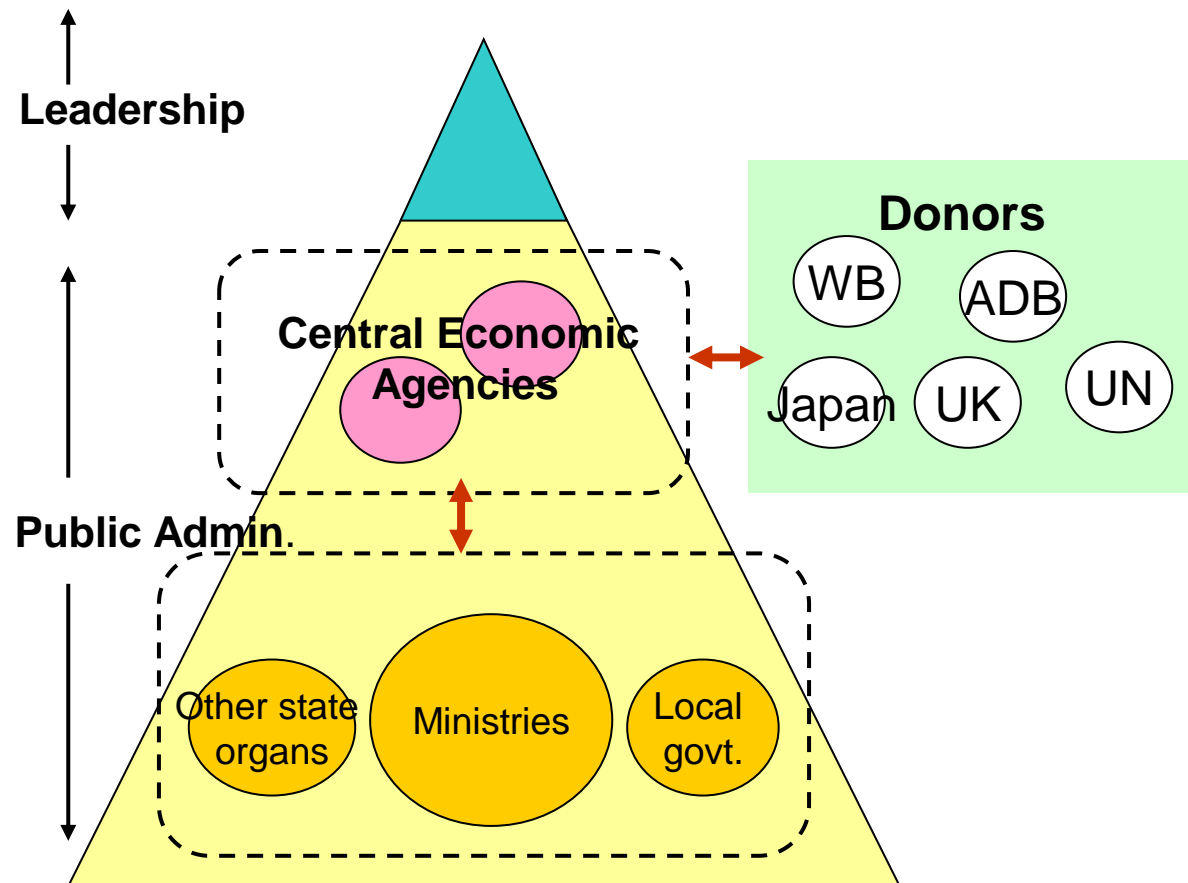 Leadership
Donors
WB
ADB
Central Economic
Agencies
Japan
UK
UN
Public Admin.
Other state
organs
Ministries
Local
govt.